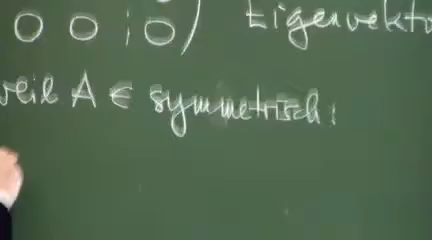 0 0 ; 0 ) Eigenvekto
weil A € symmetrisch: